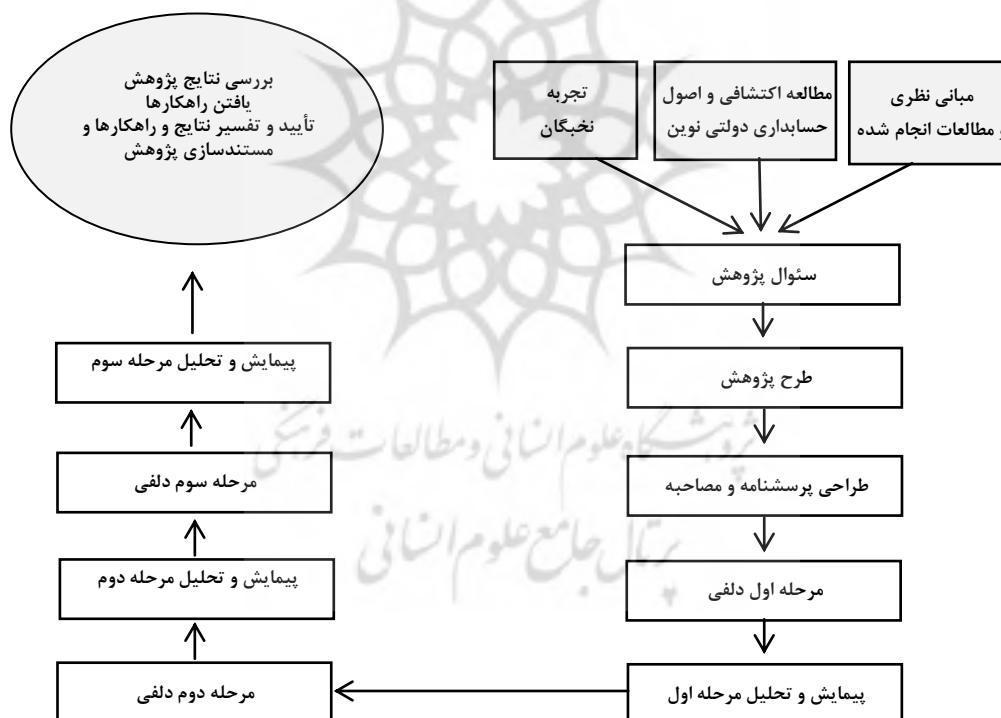 مبانی نظری
و مطالعات انجام شده
مطالعه اکتشافی و اصول
حسابداری دولتی نوین
تجربه
نخبگان
سئوال پژوهش
طرح پژوهش
طراحی پرسشنامه و مصاحبه
مرحله اول دلفی
پیمایش و تحلیل مرحله اول
مرحله دوم دلفی
پیمایش و تحلیل مرحله دوم
مرحله سوم دلفی
پیمایش و تحلیل مرحله سوم
بررسی نتایج پژوهش
یافتن راهکارها
تأیید و تفسیر نتایج و راهکارها و
مستندسازی پژوهش
پژوهشگاه علوم انسانی و مطالعات فرهنگی
پرتال جامع علوم انسانی